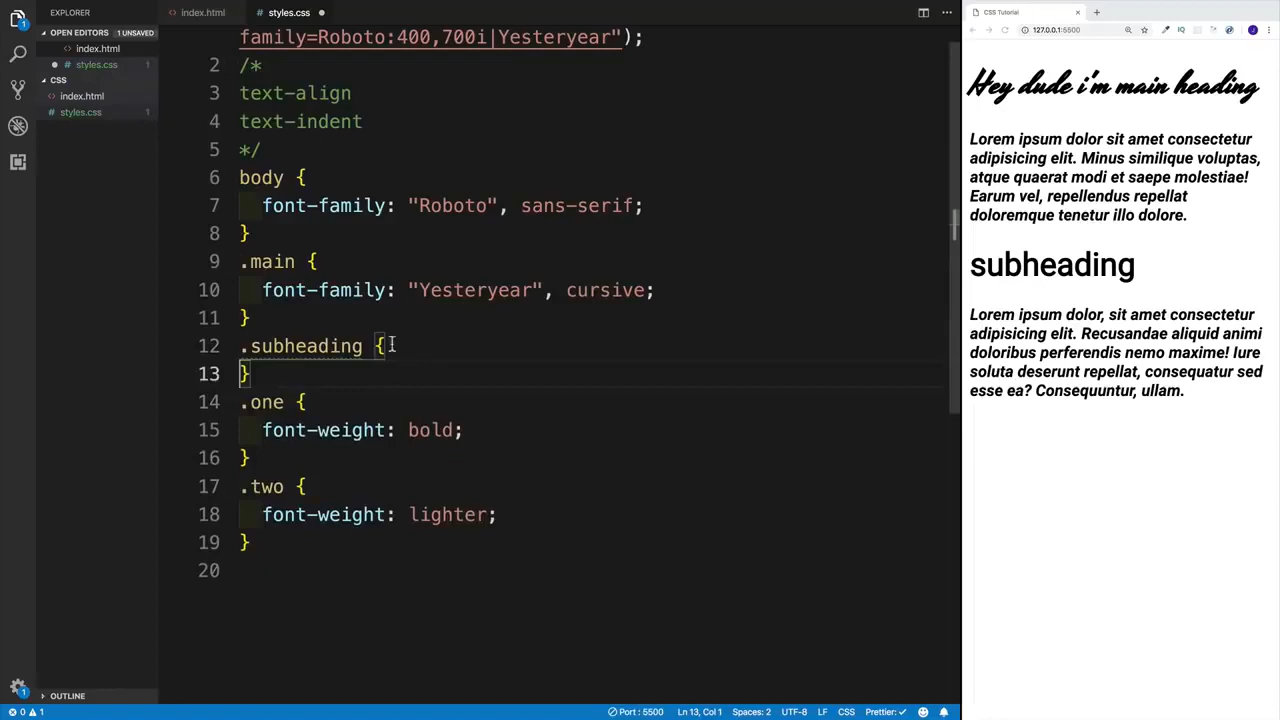 EXPLORER
OPEN EDITORS 1 UNSAVED
index.html
styles.css 1
CSS
index.html
styles.css 1
OUTLINE
1
1
index.html
styles.css
family=Roboto:400,700i|Yesteryear");
2 /*
3 text-align
4 text-indent
5 */
6 body {
7 font-family: "Roboto", sans-serif;
8 }
9 .main {
10 font-family: "Yesteryear", cursive;
11 }
12 .subheading {
13 }
14 .one {
15 font-weight: bold;
16 }
17 .two {
18 font-weight: lighter;
19 }
20
0 1
Port : 5500 Ln 13, Col 1 Spaces: 2 UTF-8 LF CSS Prettier: ✓
CSS Tutorial
127.0.0.1:5500
J
Hey dude i'm main heading
Lorem ipsum dolor sit amet consectetur
adipisicing elit. Minus similique voluptas,
atque quaerat modi et saepe molestiae!
Earum vel, repellendus repellat
doloremque tenetur illo dolore.
subheading
Lorem ipsum dolor, sit amet consectetur
adipisicing elit. Recusandae aliquid animi
doloribus perferendis nemo maxime! Iure
soluta deserunt repellat, consequatur sed
esse ea? Consequuntur, ullam.